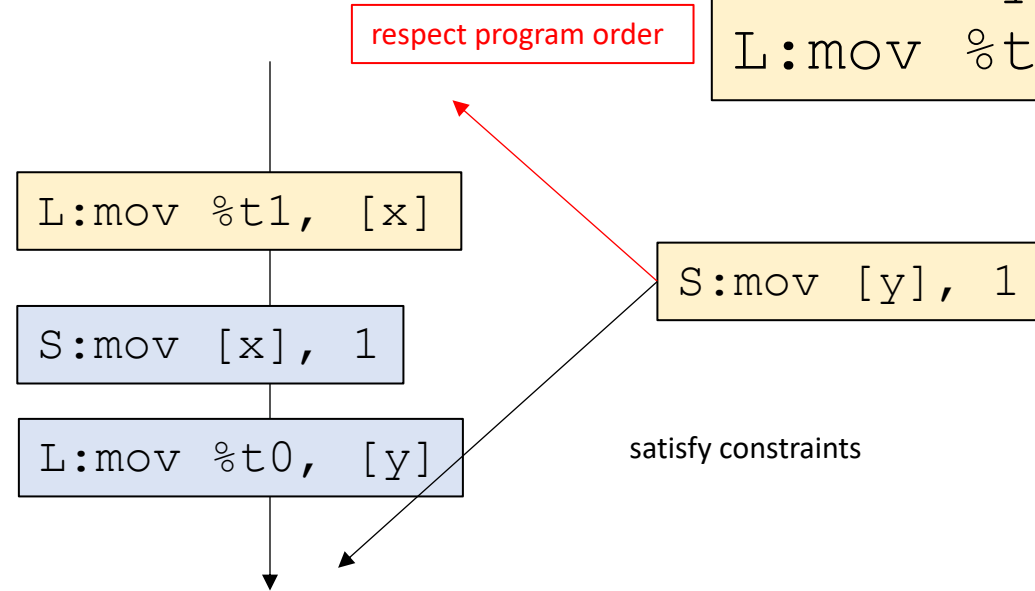 respect program order
L:mov %t
L:mov %t1, [x]
S:mov [y], 1
S:mov [x], 1
L:mov %t0, [y]
satisfy constraints